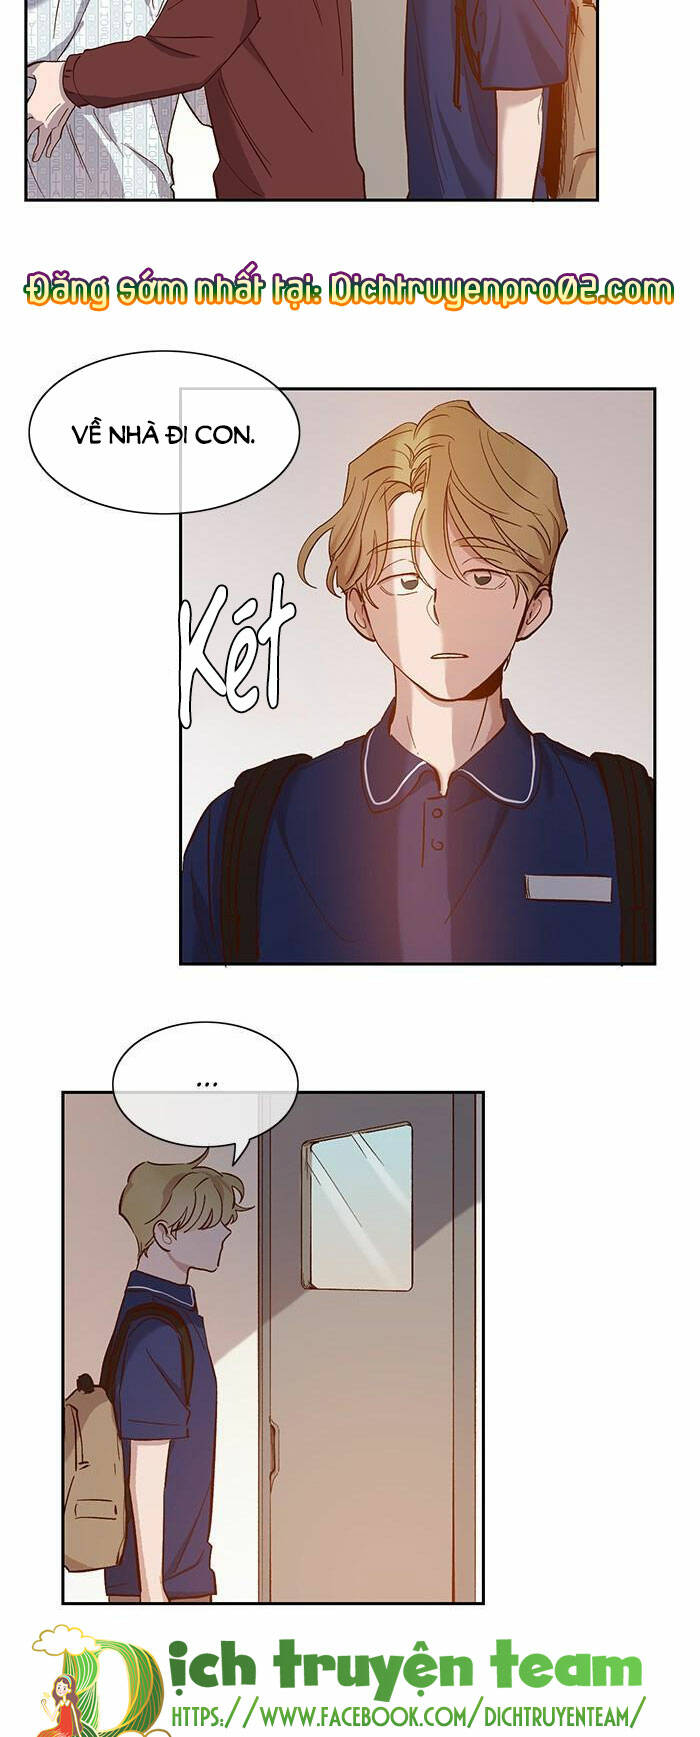 Đăng sớm nhất tại: Dichtruyenpro02.com
VỀ NHÀ ĐI CON.
Két
...
Dịch truyện team
HTTPS://WWW.FACEBOOK.COM/DICHTRUYENTEAM/